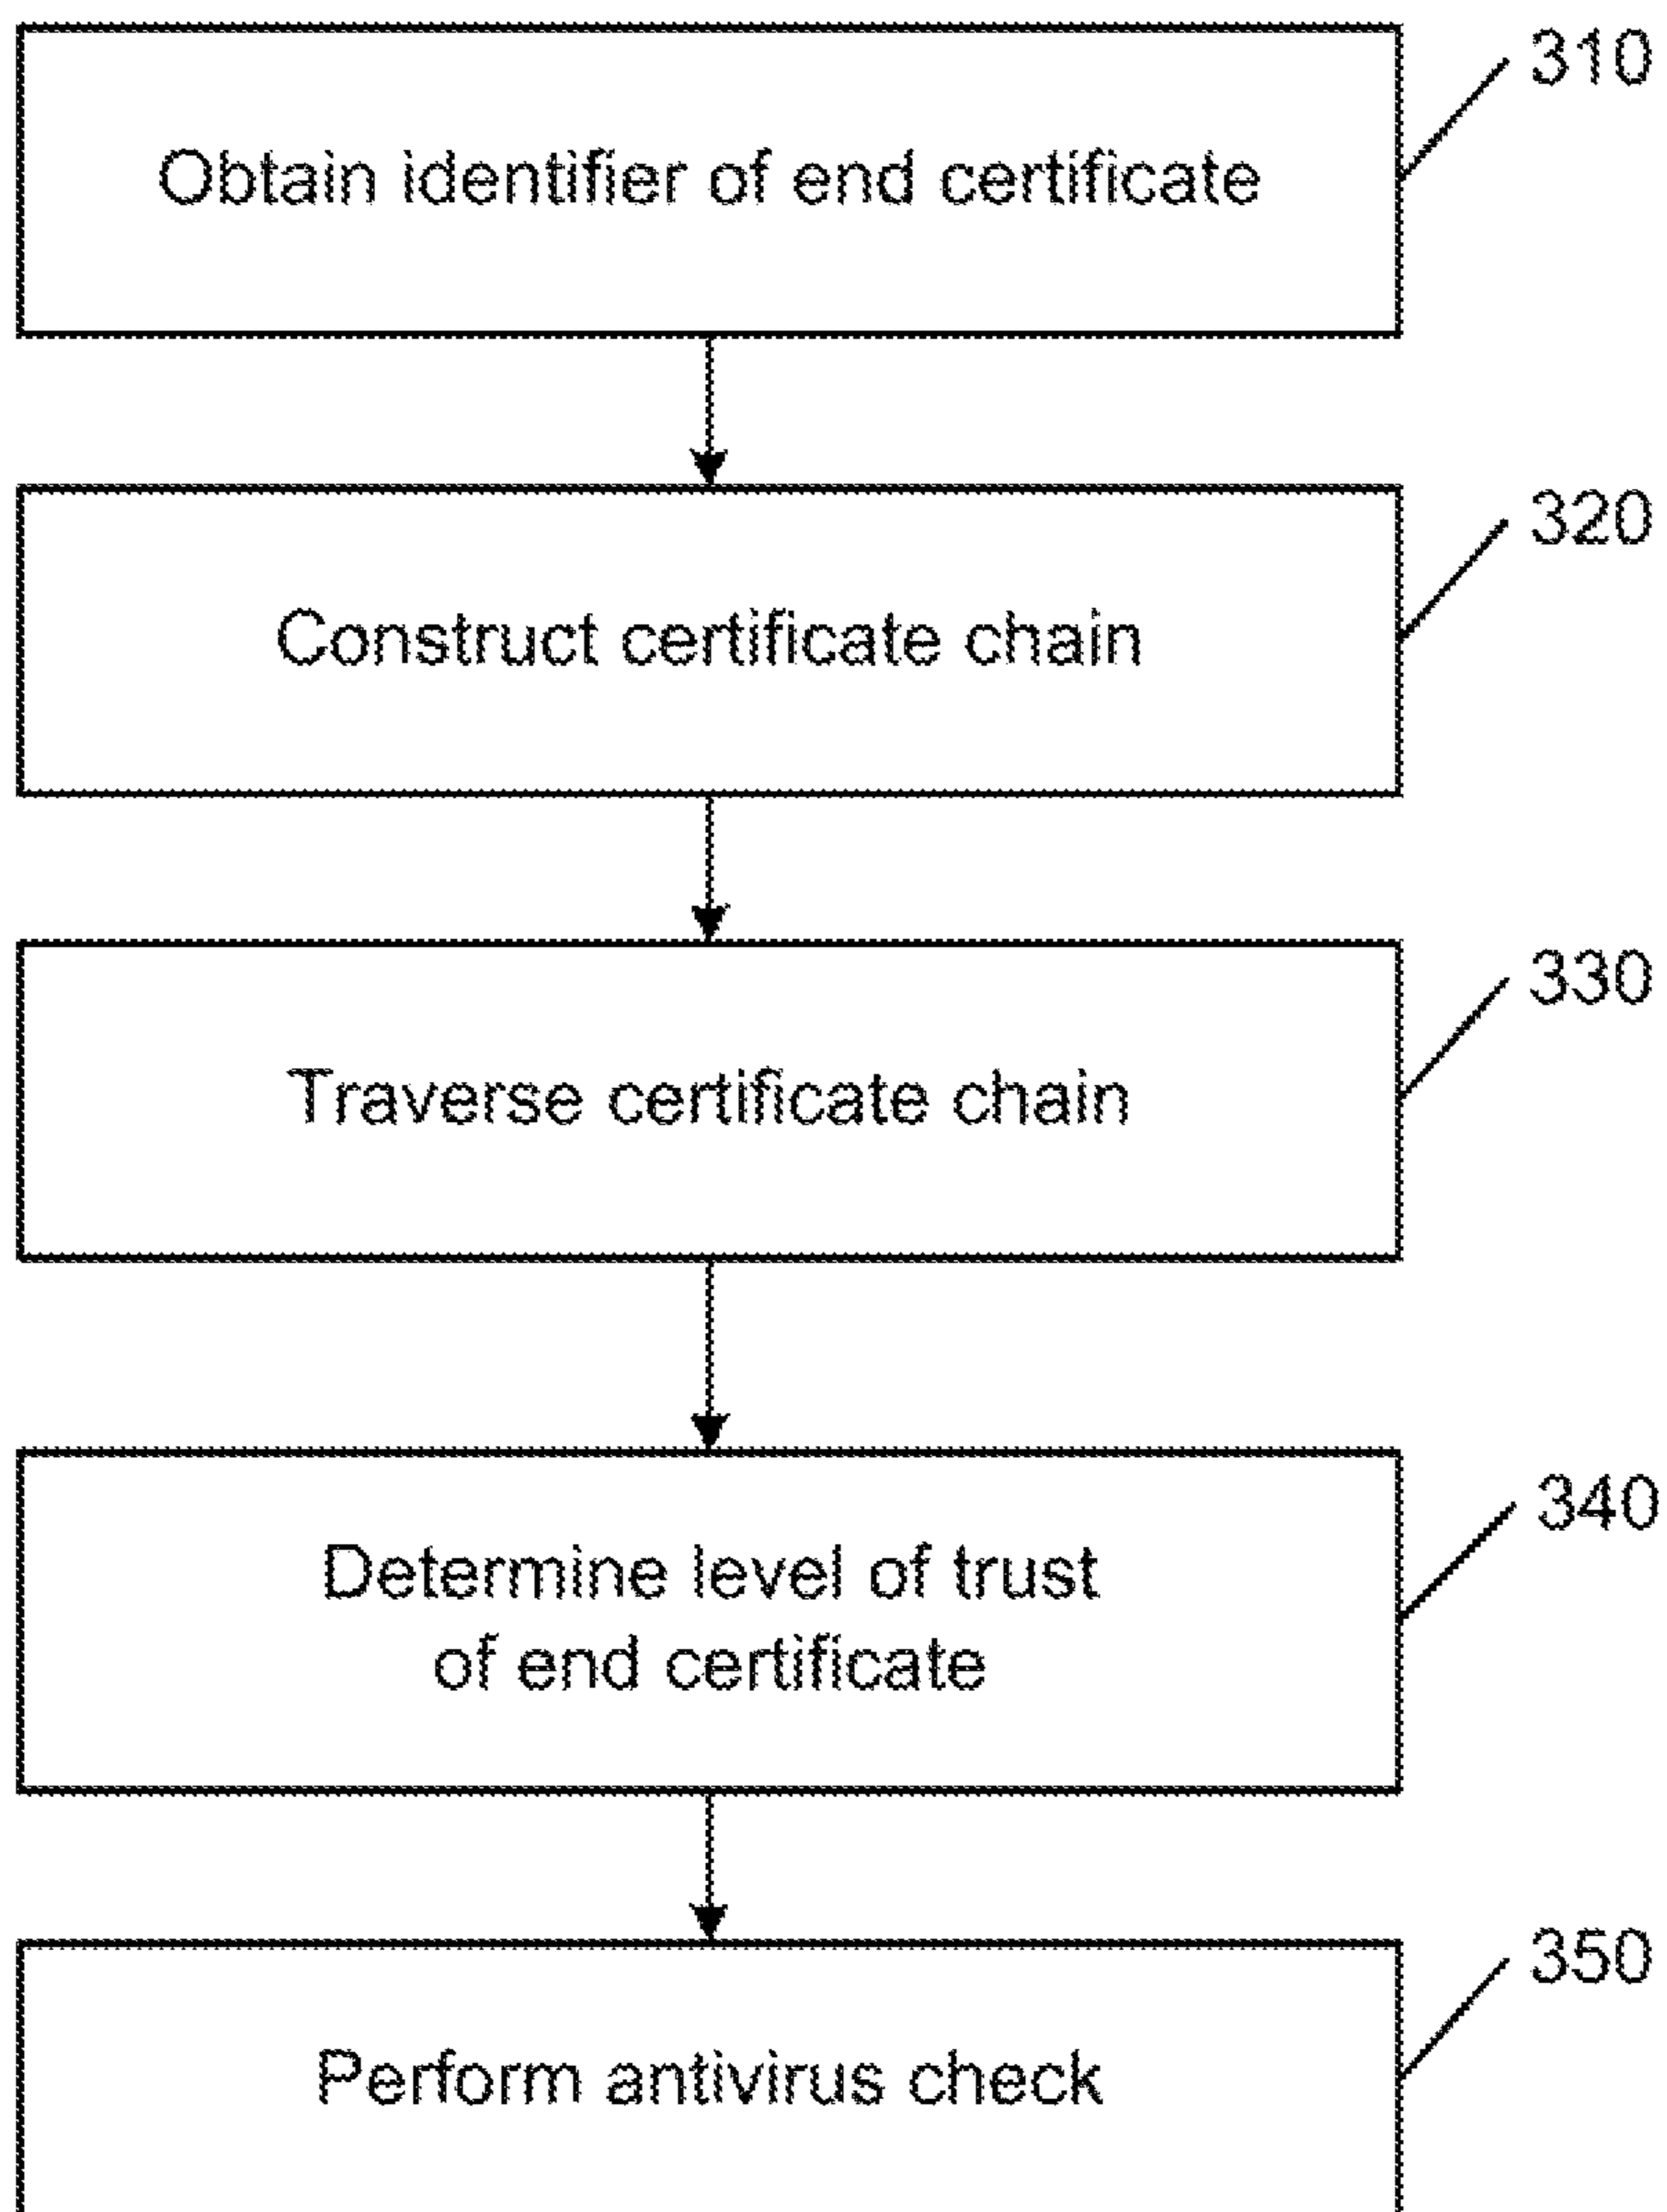 310
Obtain identifier of end certificate
320
Construct certificate chain
330
Traverse certificate chain
340
Determine level of trust
of end certificate
350
Perform antivirus check